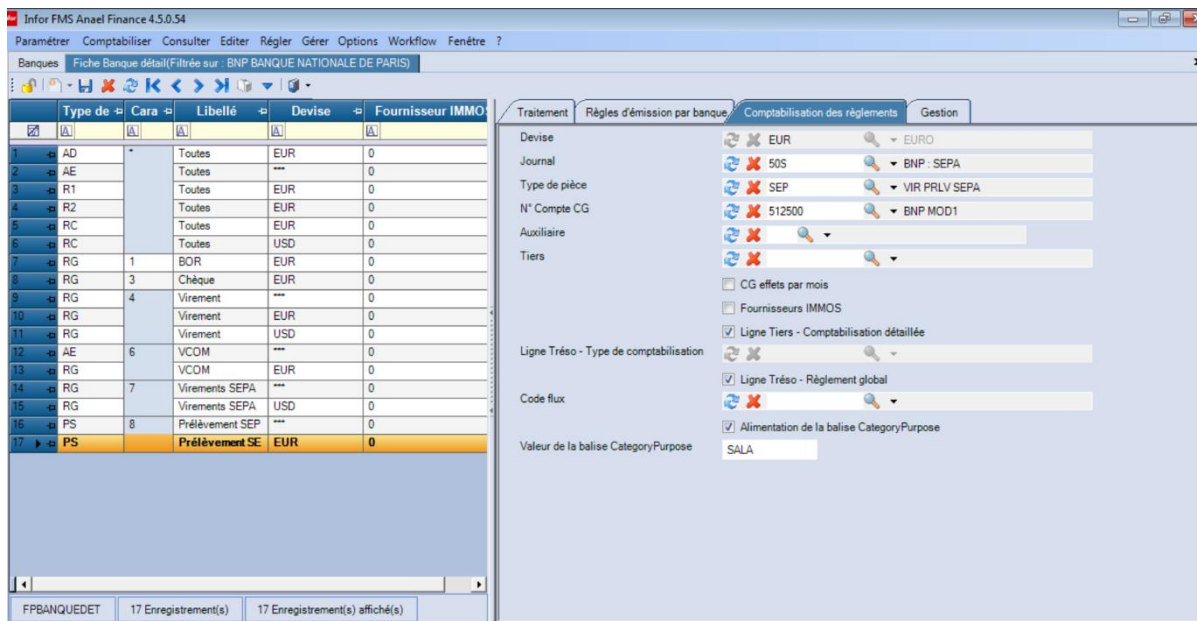 Infor FMS Anael Finance 4.5.0.54
Paramétrer Comptabiliser Consulter Editer Régler Gérer Options Workflow Fenêtre ?
Banques Fiche Banque détail(Filtrée sur : BNP BANQUE NATIONALE DE PARIS)
Type de Cara Libellé Devise Fournisseur IMMOS
1 AD * Toutes EUR 0
2 AE Toutes *** 0
3 R1 Toutes EUR 0
4 R2 Toutes EUR 0
5 RC Toutes EUR 0
6 RC Toutes USD 0
7 RG 1 BOR EUR 0
8 RG 3 Chèque EUR 0
9 RG 4 Virement *** 0
10 RG Virement EUR 0
11 RG Virement USD 0
12 AE 6 VCOM *** 0
13 RG VCOM EUR 0
14 RG 7 Virements SEPA *** 0
15 RG Virements SEPA USD 0
16 PS 8 Prélèvement SEP *** 0
17 PS Prélèvement SE EUR 0
FPBANQUEDET 17 Enregistrement(s) 17 Enregistrement(s) affiché(s)
Traitement Règles d'émission par banque Comptabilisation des règlements Gestion
Devise EUR EURO
Journal 50S BNP : SEPA
Type de pièce SEP VIR PRLV SEPA
N° Compte CG 512500 BNP MOD1
Auxiliaire
Tiers
CG effets par mois
Fournisseurs IMMOS
Ligne Tiers - Comptabilisation détaillée
Ligne Tréso - Type de comptabilisation
Ligne Tréso - Règlement global
Code flux
Alimentation de la balise CategoryPurpose
Valeur de la balise CategoryPurpose SALA